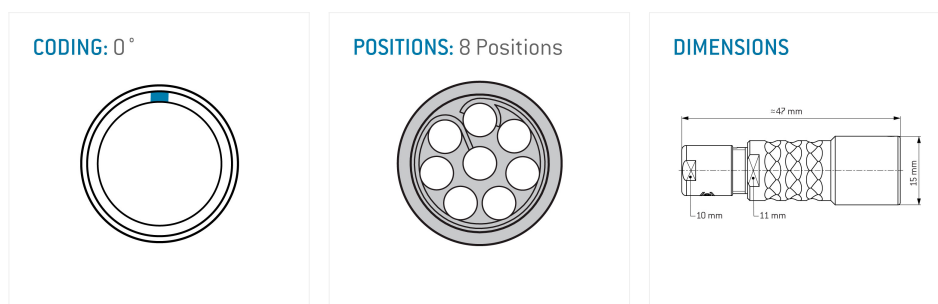 CODING: 0°
POSITIONS: 8 Positions
DIMENSIONS
≈47 mm
15 mm
10 mm
11 mm